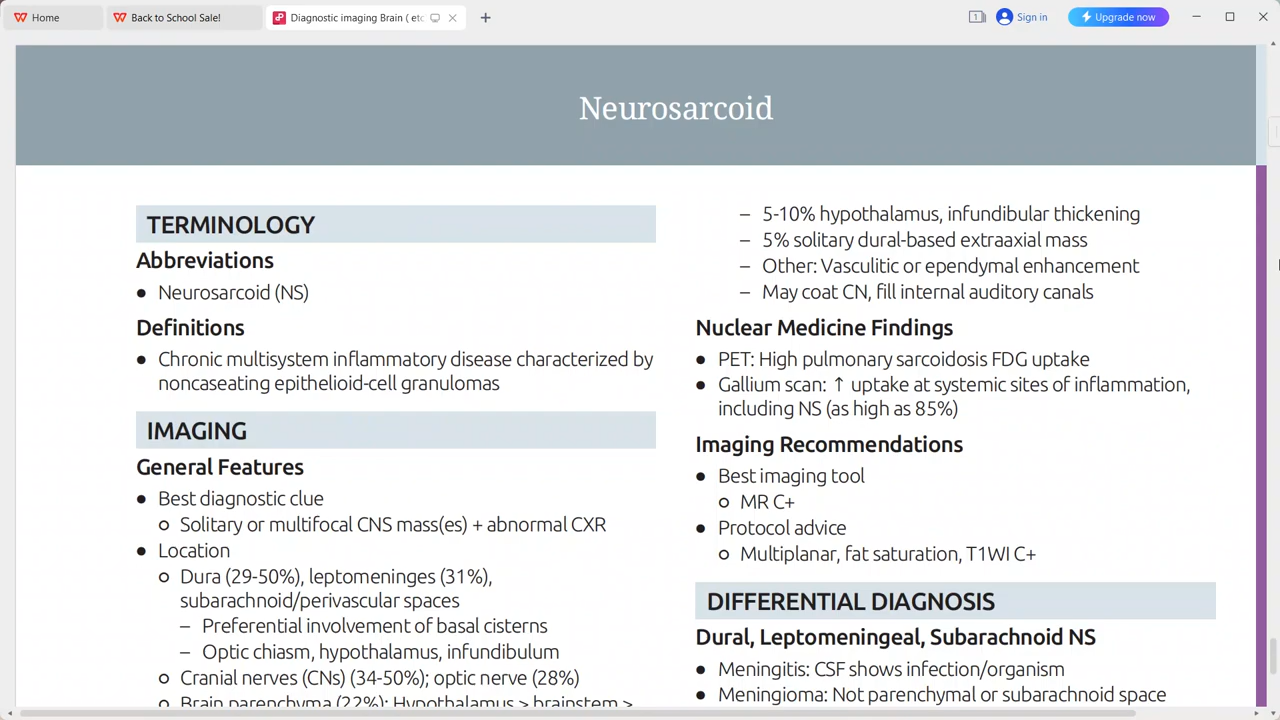 Home
Back to School Sale!
Diagnostic imaging Brain ( etc
1
Sign in
Upgrade now
Neurosarcoid
TERMINOLOGY
Abbreviations
● Neurosarcoid (NS)
Definitions
● Chronic multisystem inflammatory disease characterized by
noncaseating epithelioid-cell granulomas
IMAGING
General Features
● Best diagnostic clue
○ Solitary or multifocal CNS mass(es) + abnormal CXR
● Location
○ Dura (29-50%), leptomeninges (31%),
subarachnoid/perivascular spaces
– Preferential involvement of basal cisterns
– Optic chiasm, hypothalamus, infundibulum
○ Cranial nerves (CNs) (34-50%); optic nerve (28%)
○ Brain parenchyma (22%): Hypothalamus > brainstem >
– 5-10% hypothalamus, infundibular thickening
– 5% solitary dural-based extraaxial mass
– Other: Vasculitic or ependymal enhancement
– May coat CN, fill internal auditory canals
Nuclear Medicine Findings
● PET: High pulmonary sarcoidosis FDG uptake
● Gallium scan: ↑ uptake at systemic sites of inflammation,
including NS (as high as 85%)
Imaging Recommendations
● Best imaging tool
○ MR C+
● Protocol advice
○ Multiplanar, fat saturation, T1WI C+
DIFFERENTIAL DIAGNOSIS
Dural, Leptomeningeal, Subarachnoid NS
● Meningitis: CSF shows infection/organism
● Meningioma: Not parenchymal or subarachnoid space